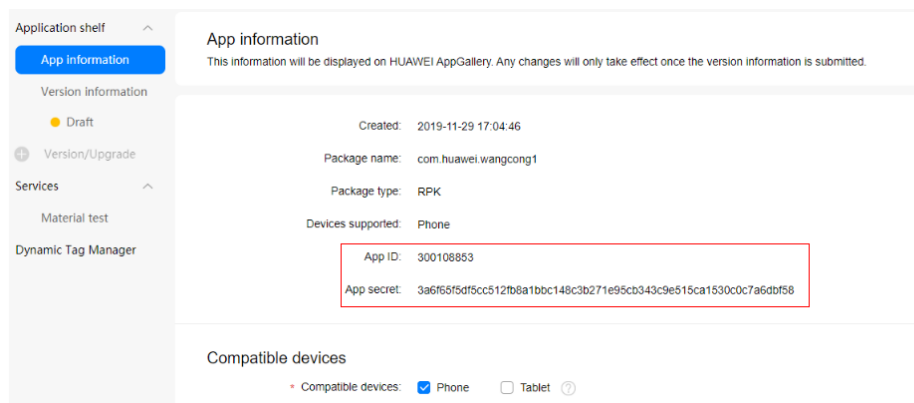 Application shelf
App information
Version information
Draft
Version/Upgrade
Services
Material test
Dynamic Tag Manager
App information
This information will be displayed on HUAWEI AppGallery. Any changes will only take effect once the version information is submitted.
Created: 2019-11-29 17:04:46
Package name: com.huawei.wangcong1
Package type: RPK
Devices supported: Phone
App ID: 300108853
App secret: 3a6f65f5df5cc512fb8a1bbc148c3b271e95cb343c9e515ca1530c0c7a6dbf58
Compatible devices
* Compatible devices: Phone Tablet ?